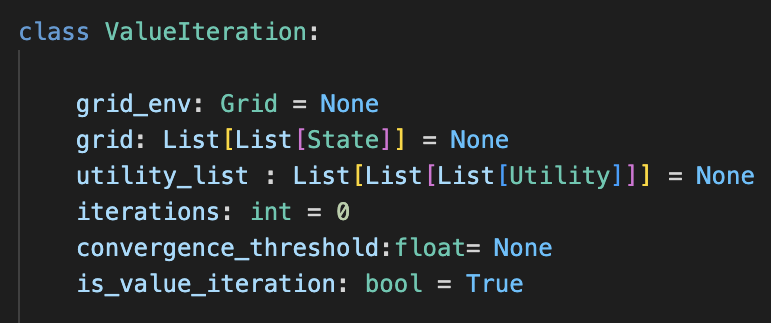 class ValueIteration:
grid_env: Grid = None
grid: List[List[State]] = None
utility_list : List[List[List[Utility]]] = None
iterations: int = 0
convergence_threshold:float= None
is_value_iteration: bool = True